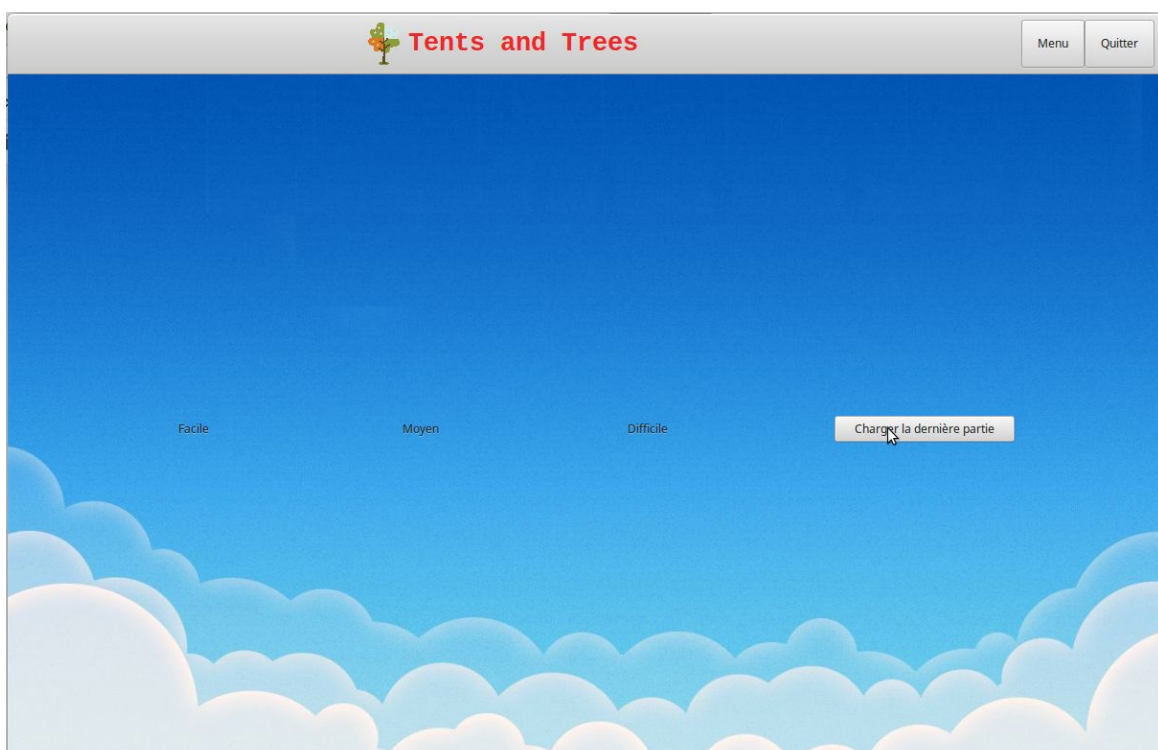 Tents and Trees
Menu Quitter
Facile Moyen Difficile Charger la dernière partie